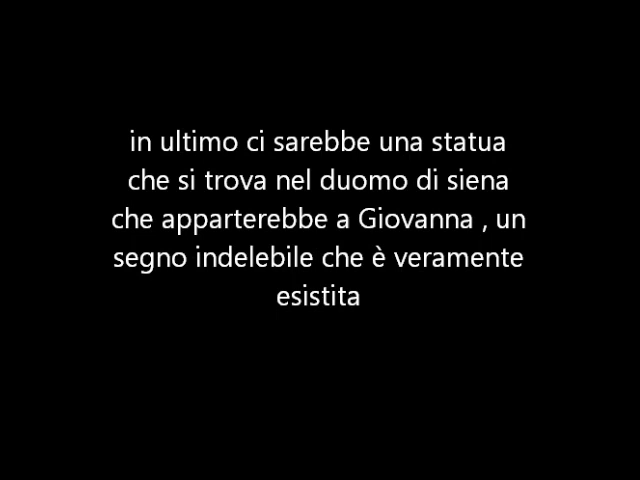 in ultimo ci sarebbe una statua
che si trova nel duomo di siena
che apparterebbe a Giovanna , un
segno indelebile che è veramente
esistita